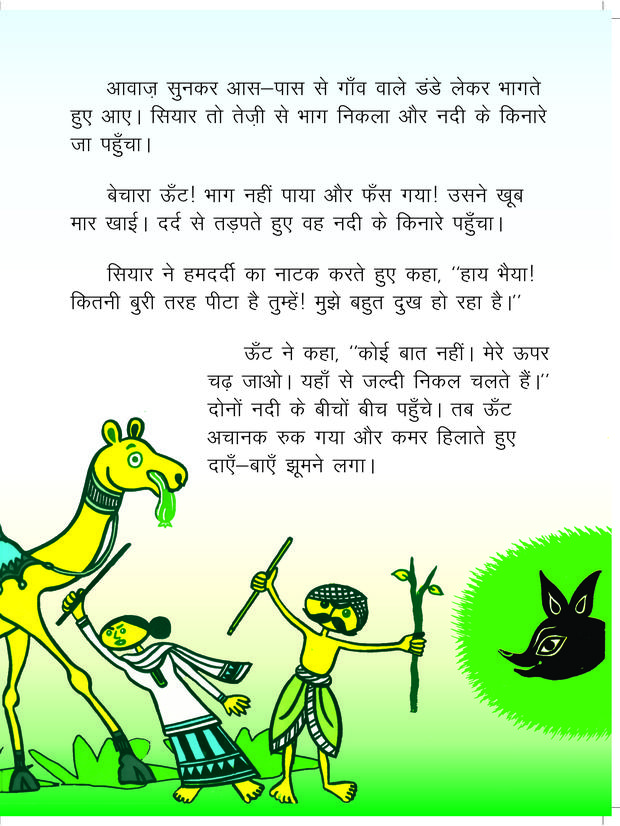 आवाज़ सुनकर आस–पास से गाँव वाले डंडे लेकर भागते
हुए आए। सियार तो तेज़ी से भाग निकला और नदी के किनारे
जा पहुँचा।
बेचारा ऊँट! भाग नहीं पाया और फँस गया! उसने खूब
मार खाई। दर्द से तड़पते हुए वह नदी के किनारे पहुँचा।
सियार ने हमदर्दी का नाटक करते हुए कहा, ‘‘हाय भैया!
कितनी बुरी तरह पीटा है तुम्हें! मुझे बहुत दुख हो रहा है।’’
ऊँट ने कहा, ‘‘कोई बात नहीं। मेरे ऊपर
चढ़ जाओ। यहाँ से जल्दी निकल चलते हैं।’’
दोनों नदी के बीचों बीच पहुँचे। तब ऊँट
अचानक रुक गया और कमर हिलाते हुए
दाएँ–बाएँ झूमने लगा।